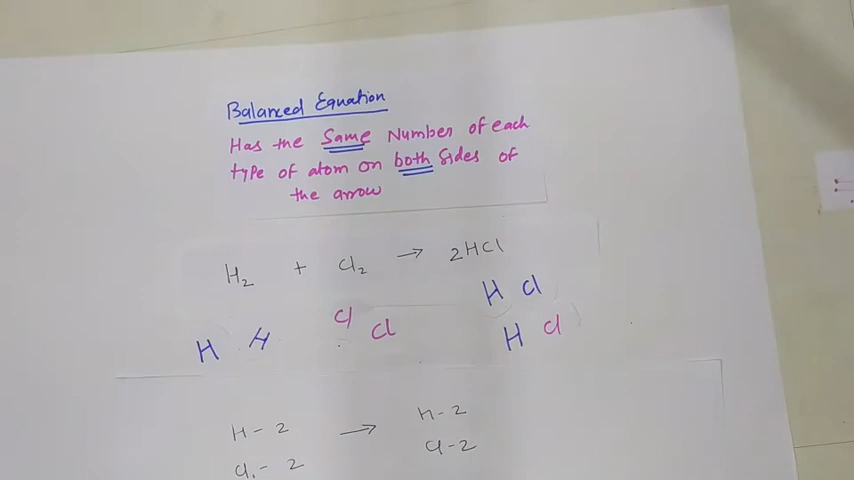 Balanced Equation
Has the Same Number of each
type of atom on both sides of
the arrow
H₂ + Cl₂ → 2HCl
H Cl
H H Cl Cl H Cl
H - 2 → H - 2
Cl - 2 Cl - 2